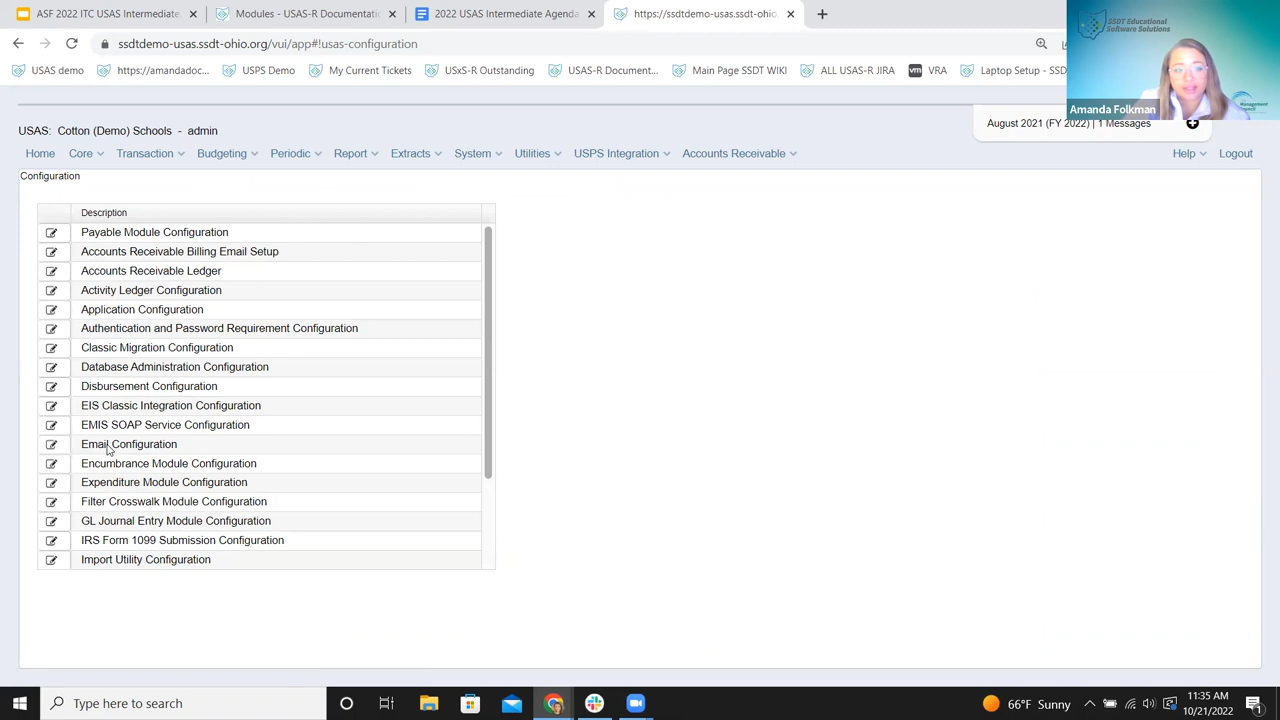 ASF 2022 ITC USAS Intermediate
Modules - USAS-R Documentati
2022 USAS Intermediate Agenda
https://ssdtdemo-usas.ssdt-ohio.
ssdtdemo-usas.ssdt-ohio.org/vui/app#!usas-configuration
USAS demo
https://amandadoc...
USPS Demo
My Current Tickets
USxS-R Outstanding
USAS-R Document...
Main Page SSDT WIKI
ALL USAS-R JIRA
vm VRA
Laptop Setup - SSD
SSDT Educational
Software Solutions
Management
Amanda Folkman
USAS: Cotton (Demo) Schools - admin
August 2021 (FY 2022) | 1 Messages
Home Core Transaction Budgeting Periodic Report Extracts System Utilities USPS Integration Accounts Receivable Help Logout
Configuration
Description
Payable Module Configuration
Accounts Receivable Billing Email Setup
Accounts Receivable Ledger
Activity Ledger Configuration
Application Configuration
Authentication and Password Requirement Configuration
Classic Migration Configuration
Database Administration Configuration
Disbursement Configuration
EIS Classic Integration Configuration
EMIS SOAP Service Configuration
Email Configuration
Encumbrance Module Configuration
Expenditure Module Configuration
Filter Crosswalk Module Configuration
GL Journal Entry Module Configuration
IRS Form 1099 Submission Configuration
Import Utility Configuration
Type here to search
66°F Sunny
11:35 AM
10/21/2022
1